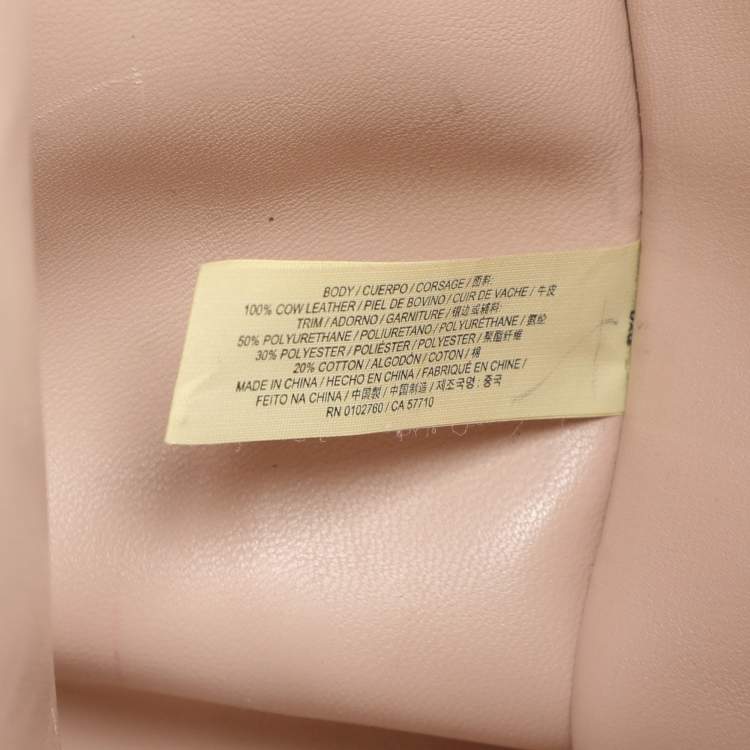 BODY / CUERPO / CORSAGE / 面料:
100% COW LEATHER / PIEL DE BOVINO / CUIR DE VACHE / 牛皮
TRIM / ADORNO / GARNITURE / 镶边或辅料:
50% POLYURETHANE / POLIURETANO / POLYURÉTHANE / 氨纶
30% POLYESTER / POLIÉSTER / POLYESTER / 聚酯纤维
20% COTTON / ALGODÓN / COTON / 棉
MADE IN CHINA / HECHO EN CHINA / FABRIQUÉ EN CHINE /
FEITO NA CHINA / 中國製 / 中国制造 / 제조국명 : 중국
RN 0102760 / CA 57710